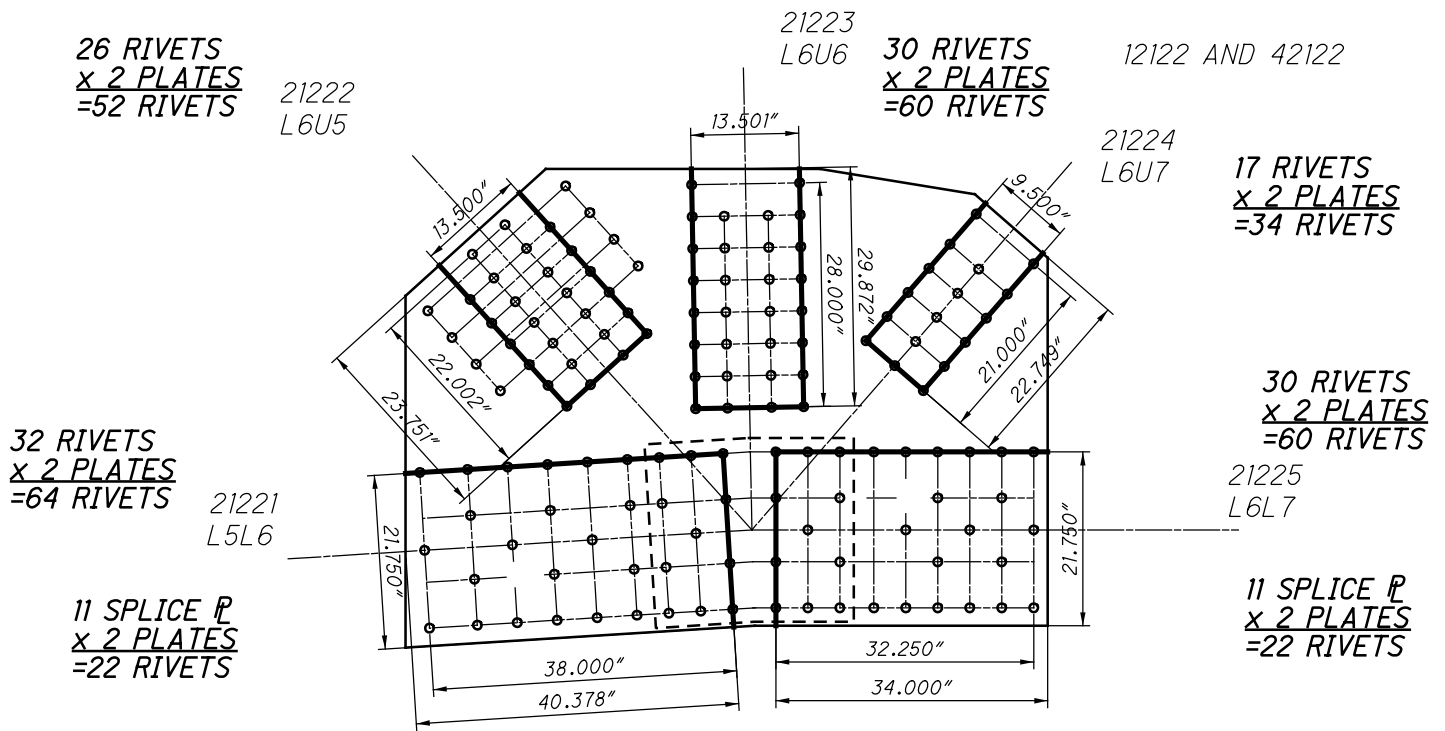 21223
L6U6
26 RIVETS
x 2 PLATES
=52 RIVETS
21222
L6U5
30 RIVETS
x 2 PLATES
=60 RIVETS
12122 AND 42122
13.501"
21224
L6U7
17 RIVETS
x 2 PLATES
=34 RIVETS
13.500"
9.500"
28.000"
29.872"
22.002"
23.751"
21.000"
22.749"
30 RIVETS
x 2 PLATES
=60 RIVETS
32 RIVETS
x 2 PLATES
=64 RIVETS
21221
L5L6
21225
L6L7
21.750"
21.750"
11 SPLICE ⅊
x 2 PLATES
=22 RIVETS
11 SPLICE ⅊
x 2 PLATES
=22 RIVETS
38.000"
40.378"
32.250"
34.000"